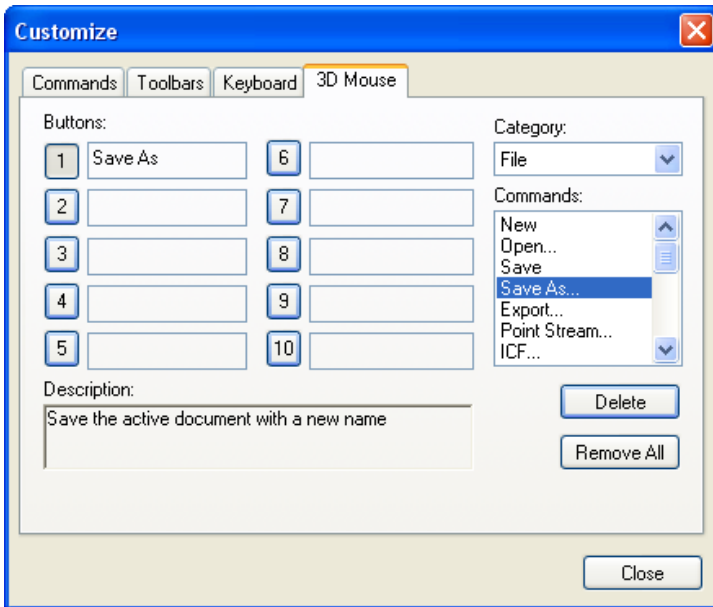 Customize
Commands Toolbars Keyboard 3D Mouse
Buttons:
1 Save As
2
3
4
5
6
7
8
9
10
Category:
File
Commands:
New
Open...
Save
Save As...
Export...
Point Stream...
ICF...
Description:
Save the active document with a new name
Delete
Remove All
Close